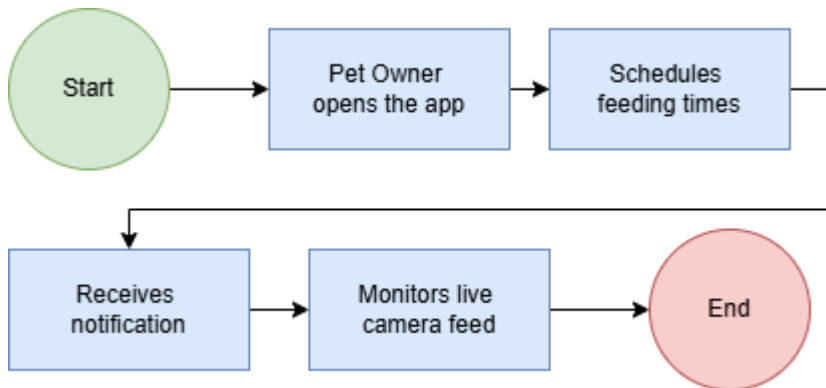 Start
Pet Owner
opens the app
Schedules
feeding times
Receives
notification
Monitors live
camera feed
End